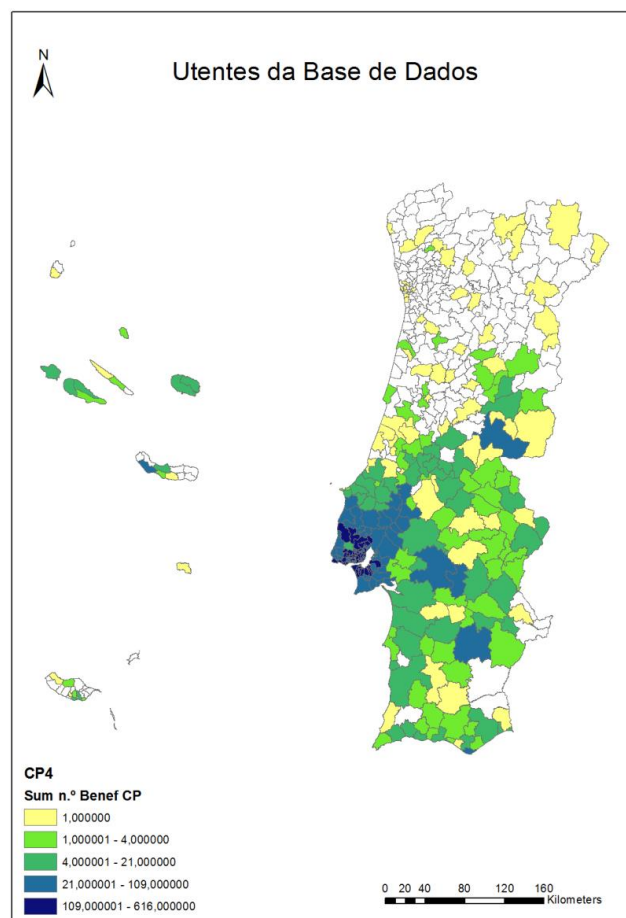 Utentes da Base de Dados
N
CP4
Sum n.º Benef CP
1,000000
1,000001 - 4,000000
4,000001 - 21,000000
21,000001 - 109,000000
109,000001 - 616,000000
0 20 40 80 120 160
Kilometers